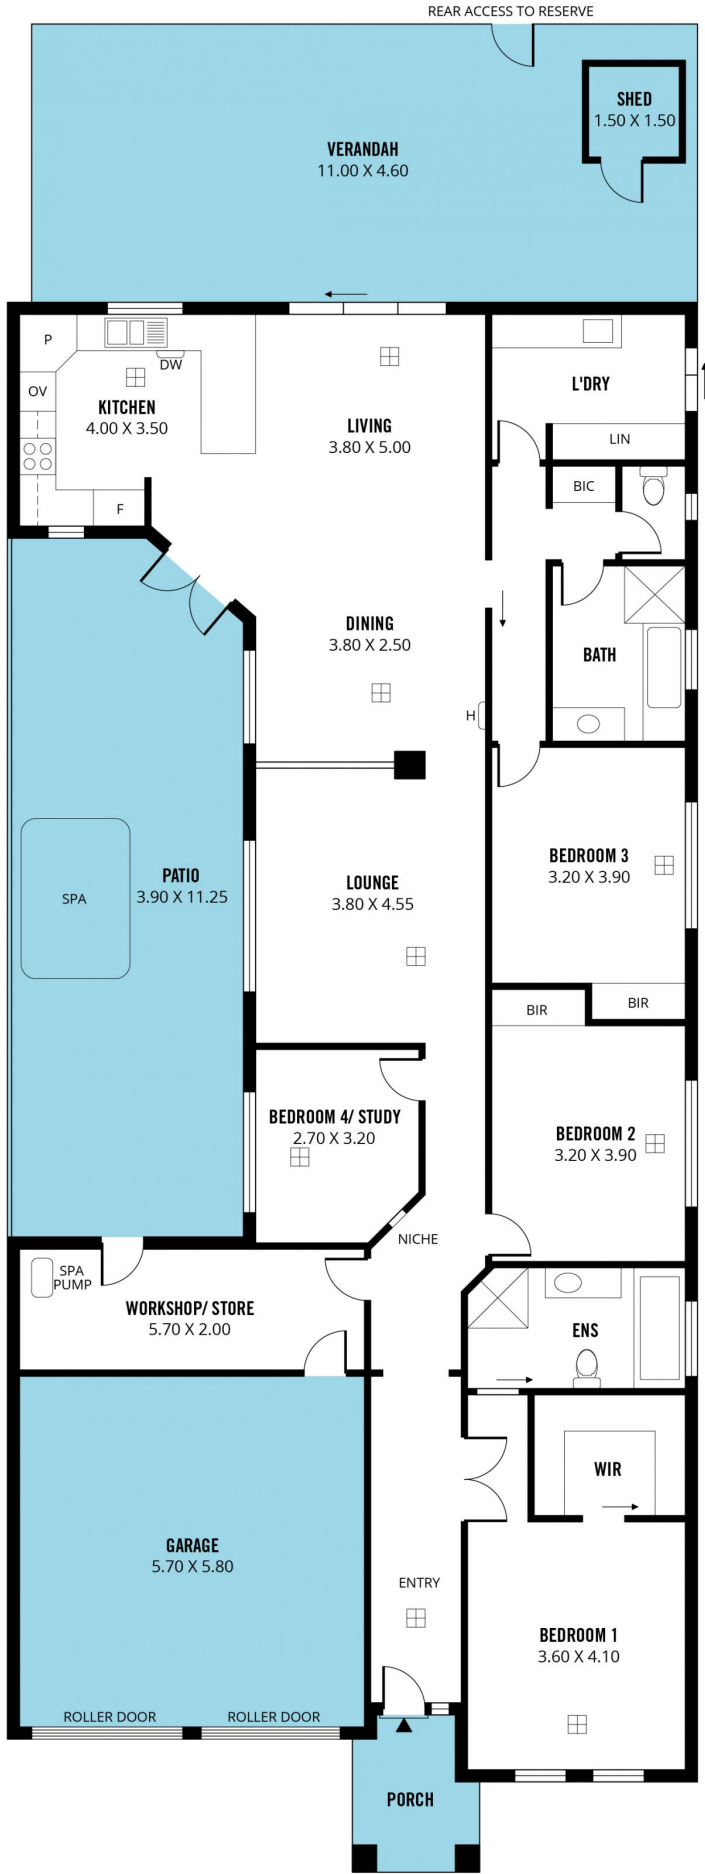 REAR ACCESS TO RESERVE
SHED
1.50 X 1.50
VERANDAH
11.00 X 4.60
P
DW
OV
KITCHEN
4.00 X 3.50
F
LIVING
3.80 X 5.00
L'DRY
LIN
BIC
DINING
3.80 X 2.50
BATH
H
BEDROOM 3
3.20 X 3.90
PATIO
3.90 X 11.25
SPA
LOUNGE
3.80 X 4.55
BIR
BIR
BEDROOM 4/ STUDY
2.70 X 3.20
BEDROOM 2
3.20 X 3.90
NICHE
SPA
PUMP
WORKSHOP/ STORE
5.70 X 2.00
ENS
WIR
GARAGE
5.70 X 5.80
ENTRY
BEDROOM 1
3.60 X 4.10
ROLLER DOOR
ROLLER DOOR
PORCH